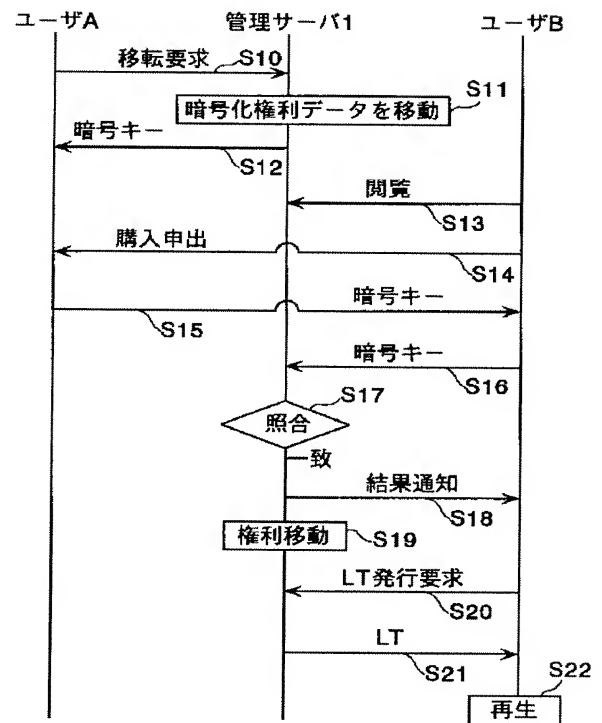 ユーザA 管理サーバ1 ユーザB
移転要求 S10
暗号化権利データを移動 S11
暗号キー
S12
閲覧
S13
購入申出
S14
暗号キー
S15
暗号キー
S16
S17
照合
一致
結果通知
S18
権利移動 S19
LT発行要求
S20
LT
S21
S22
再生